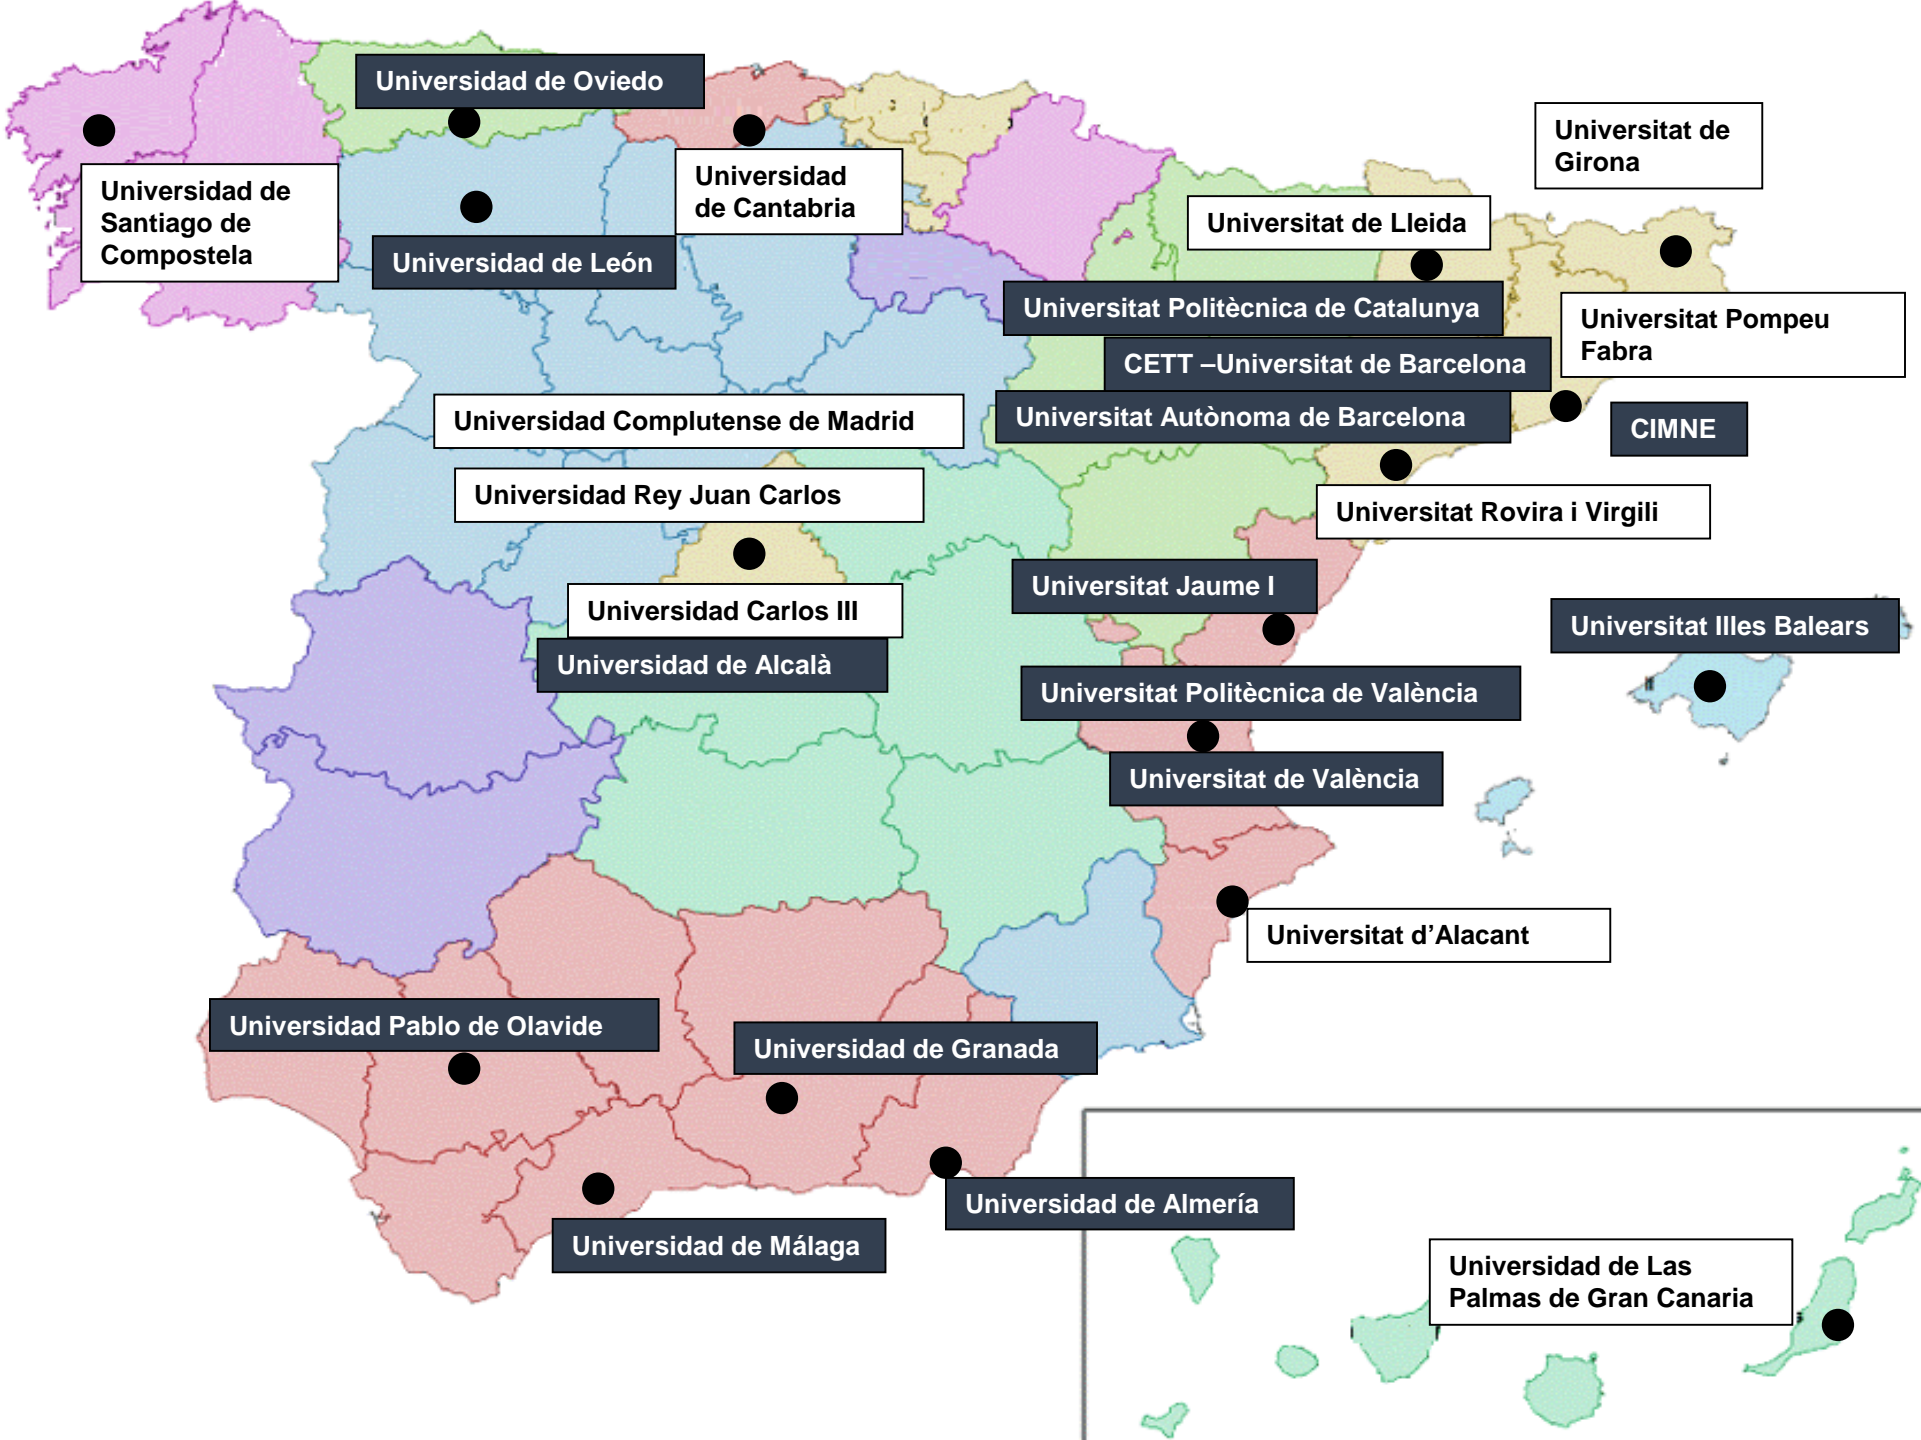 Universidad de Oviedo
Universidad de
Santiago de
Compostela
Universidad
de Cantabria
Universidad de León
Universitat de
Girona
Universitat de Lleida
Universitat Politècnica de Catalunya
Universitat Pompeu
Fabra
CETT –Universitat de Barcelona
Universidad Complutense de Madrid
Universitat Autònoma de Barcelona
CIMNE
Universidad Rey Juan Carlos
Universitat Rovira i Virgili
Universitat Jaume I
Universidad Carlos III
Universitat Illes Balears
Universidad de Alcalà
Universitat Politècnica de València
Universitat de València
Universitat d’Alacant
Universidad Pablo de Olavide
Universidad de Granada
Universidad de Almería
Universidad de Málaga
Universidad de Las
Palmas de Gran Canaria